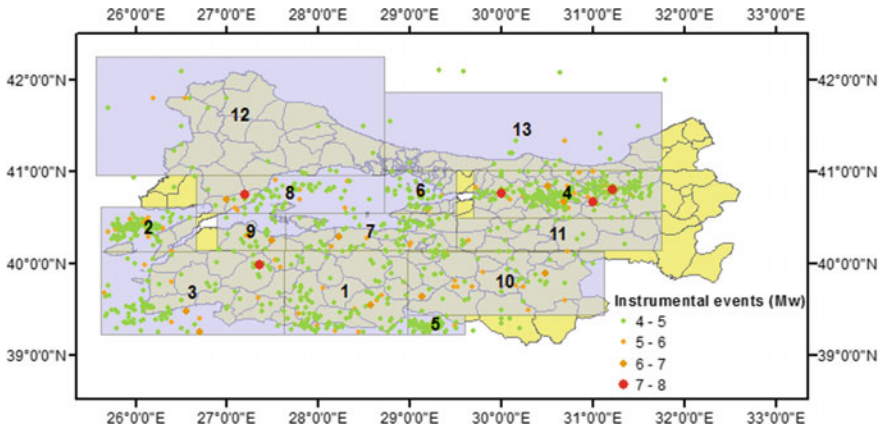 26°0'0"E 27°0'0"E 28°0'0"E 29°0'0"E 30°0'0"E 31°0'0"E 32°0'0"E 33°0'0"E
42°0'0"N 42°0'0"N
12
13
41°0'0"N 41°0'0"N
8 6 4
2 9 7 11
40°0'0"N 40°0'0"N
3 1 10
Instrumental events (Mw)
5
4 - 5
5 - 6
39°0'0"N 39°0'0"N
6 - 7
7 - 8
26°0'0"E 27°0'0"E 28°0'0"E 29°0'0"E 30°0'0"E 31°0'0"E 32°0'0"E 33°0'0"E